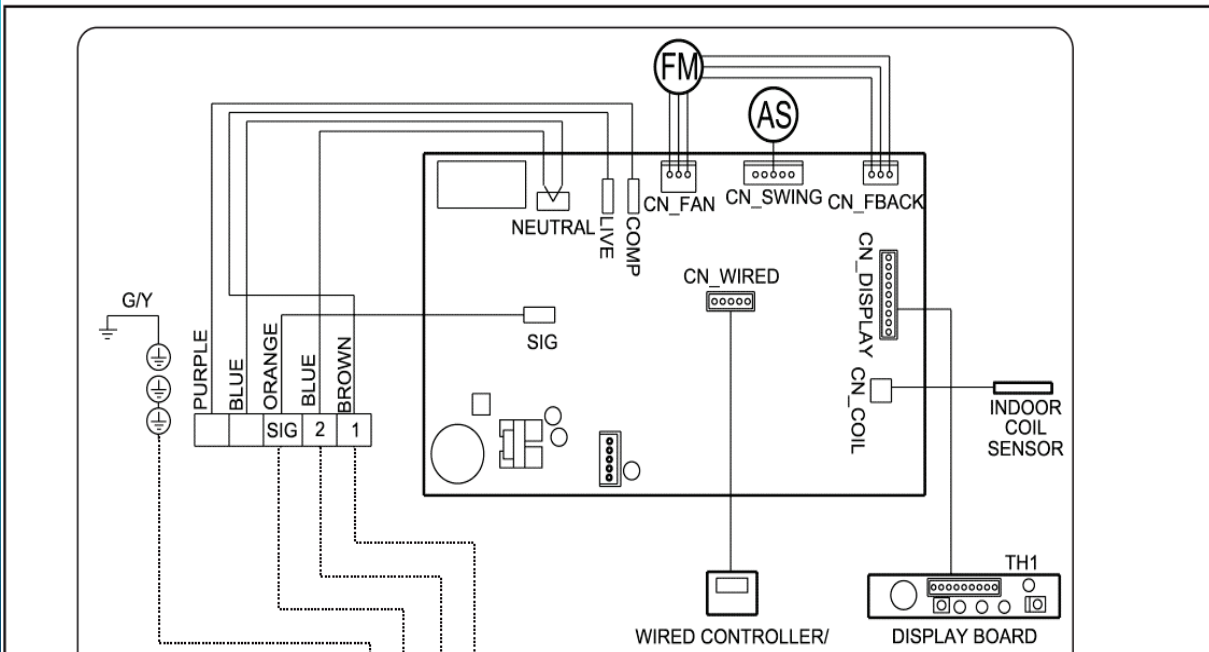 FM
AS
NEUTRAL
LIVE
COMP
CN_FAN
CN_SWING
CN_FBACK
CN_WIRED
CN_DISPLAY
G/Y
SIG
PURPLE
BLUE
ORANGE
BLUE
BROWN
CN_COIL
INDOOR
COIL
SENSOR
SIG 2 1
TH1
WIRED CONTROLLER/
DISPLAY BOARD